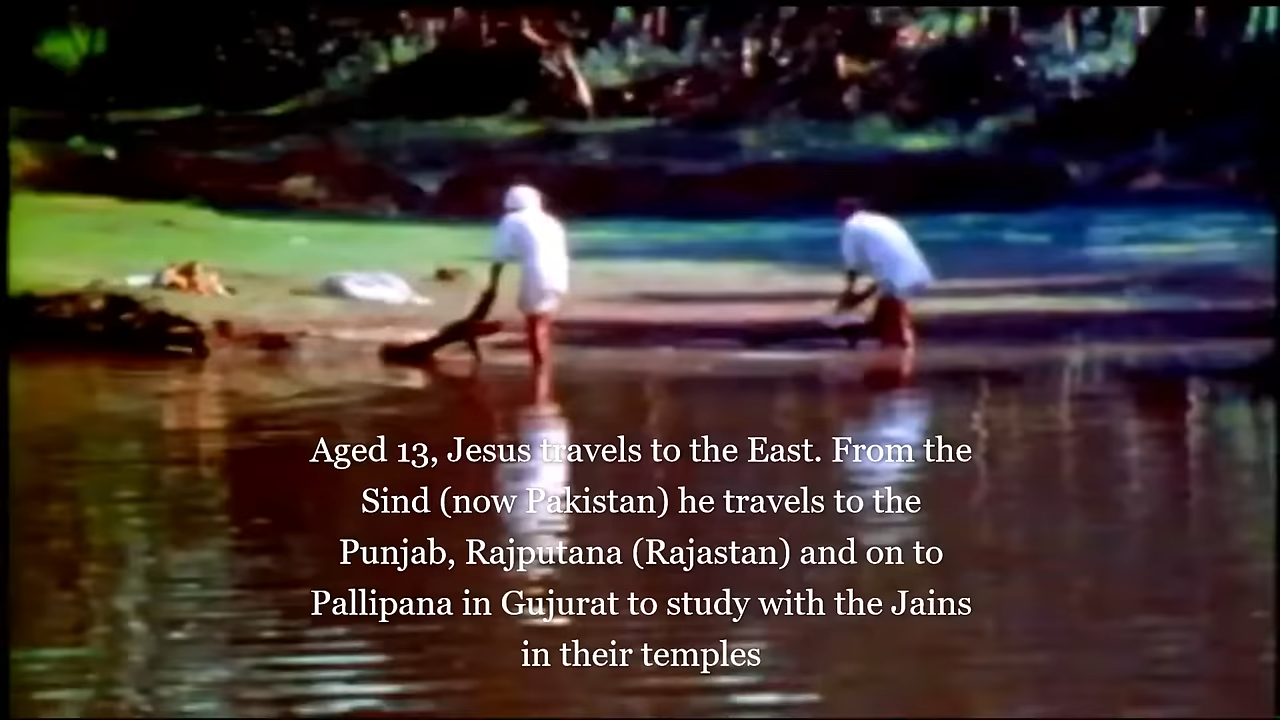 Aged 13, Jesus travels to the East. From the
Sind (now Pakistan) he travels to the
Punjab, Rajputana (Rajastan) and on to
Pallipana in Gujurat to study with the Jains
in their temples